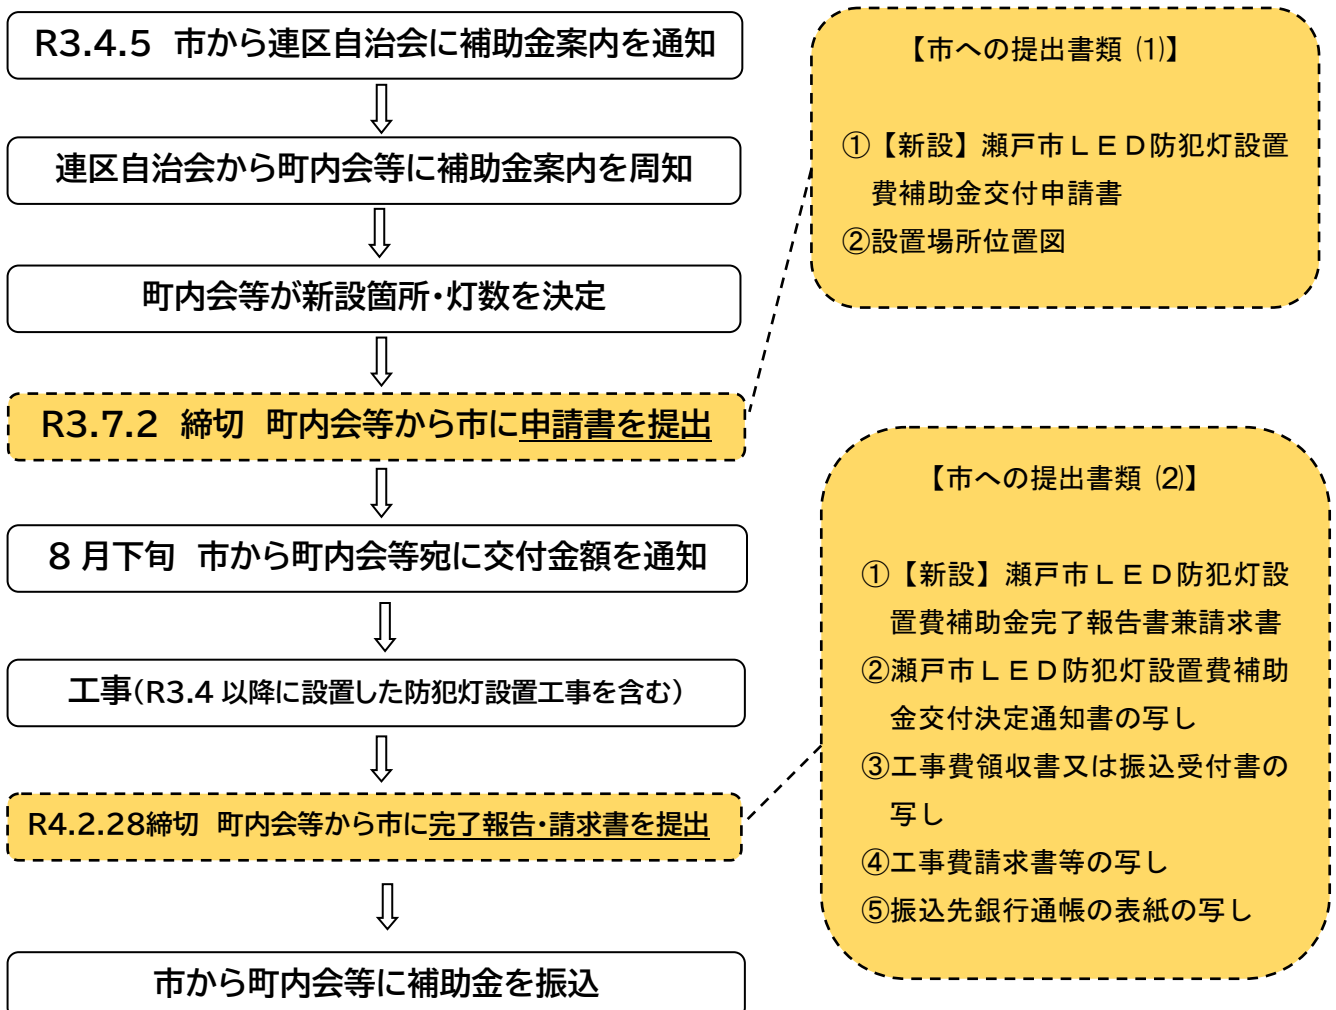 R3.4.5 市から連区自治会に補助金案内を通知
連区自治会から町内会等に補助金案内を周知
町内会等が新設箇所・灯数を決定
R3.7.2 締切 町内会等から市に申請書を提出
8月下旬 市から町内会等宛に交付金額を通知
工事(R3.4以降に設置した防犯灯設置工事を含む)
R4.2.28締切 町内会等から市に完了報告・請求書を提出
市から町内会等に補助金を振込
【市への提出書類 ⑴】
①【新設】瀬戸市LED防犯灯設置
費補助金交付申請書
②設置場所位置図
【市への提出書類 ⑵】
①【新設】瀬戸市LED防犯灯設
置費補助金完了報告書兼請求書
②瀬戸市LED防犯灯設置費補助
金交付決定通知書の写し
③工事費領収書又は振込受付書の
写し
④工事費請求書等の写し
⑤振込先銀行通帳の表紙の写し